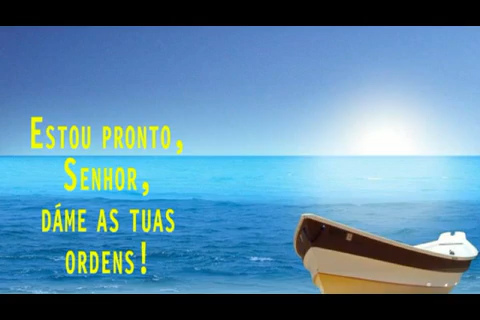 Estou pronto,
Senhor,
dáme as tuas
ordens!